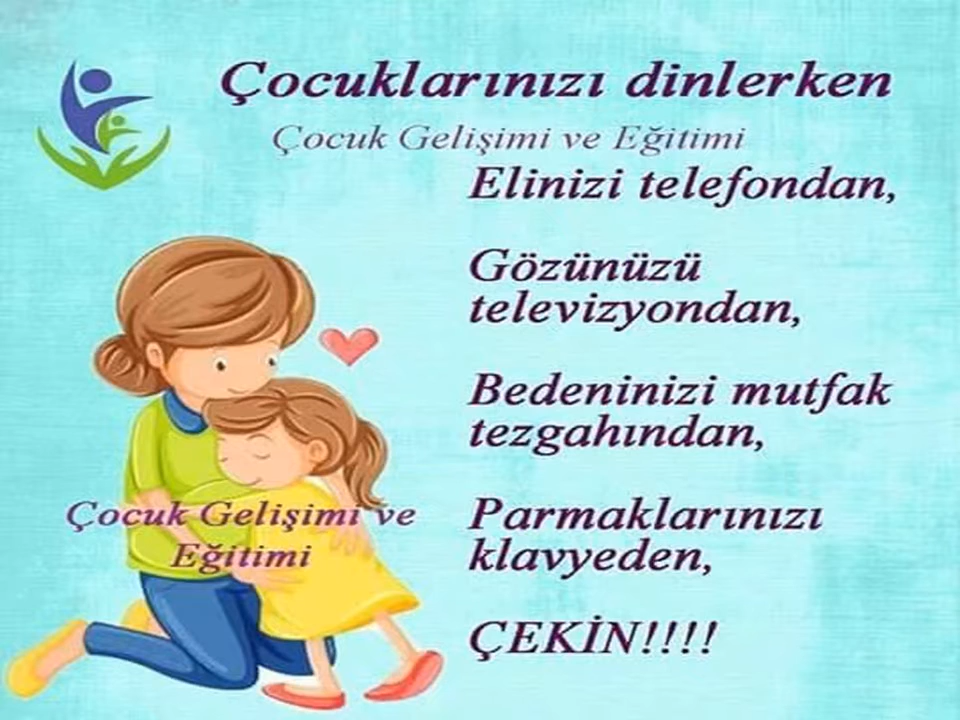 Çocuklarınızı dinlerken
Çocuk Gelişimi ve Eğitimi
Elinizi telefondan,
Gözünüzü
televizyondan,
Bedeninizi mutfak
tezgahından,
Parmaklarınızı
klavyeden,
ÇEKİN!!!!
Çocuk Gelişimi ve
Eğitimi